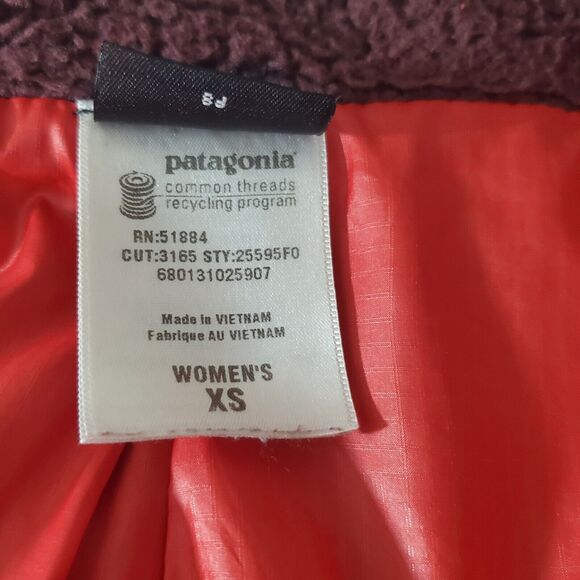 patagonia
common threads
recycling program
RN:51884
CUT:3165 STY:25595F0
680131025907
Made in VIETNAM
Fabrique AU VIETNAM
WOMEN'S
XS